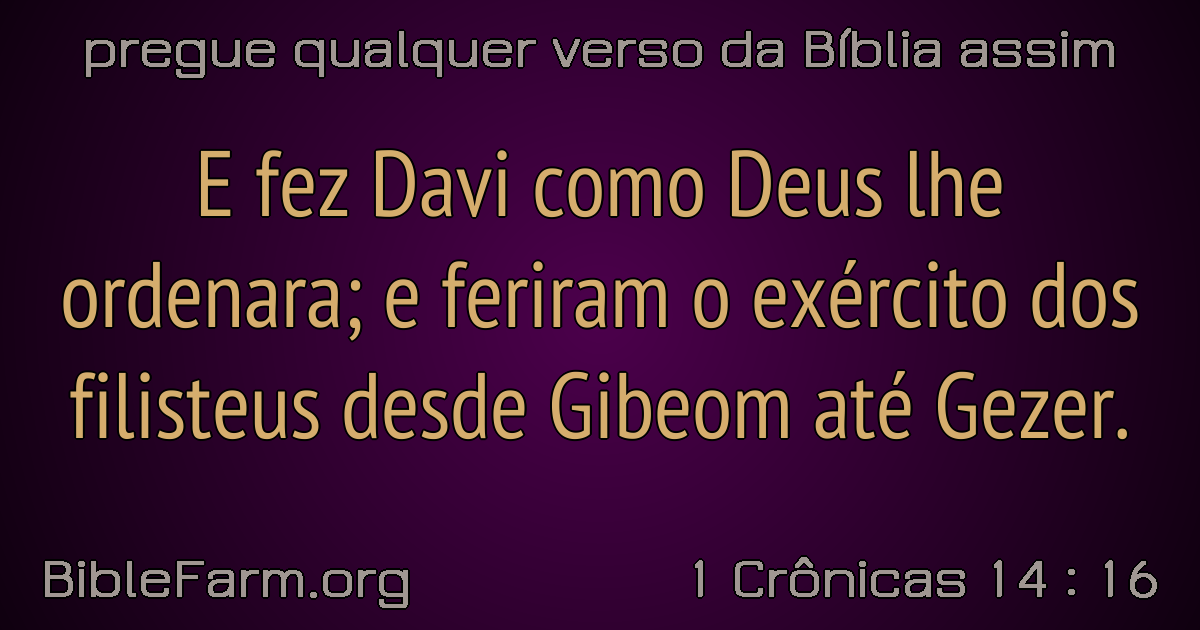 pregue qualquer verso da Bíblia assim
E fez Davi como Deus lhe
ordenara; e feriram o exército dos
filisteus desde Gibeom até Gezer.
BibleFarm.org
1 Crônicas 14 : 16